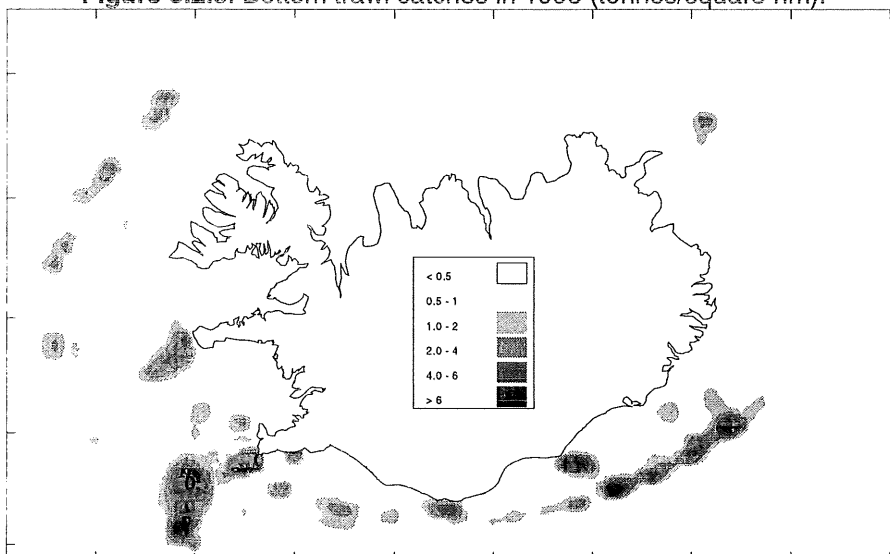 Bottom trawl catches in (tonnes/square nm).
< 0.5
0.5 - 1
1.0 - 2
2.0 - 4
4.0 - 6
> 6